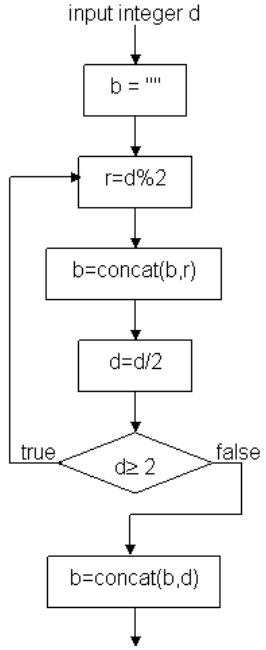 input integer d
b = ""
r=d%2
b=concat(b,r)
d=d/2
true
false
d≥ 2
b=concat(b,d)